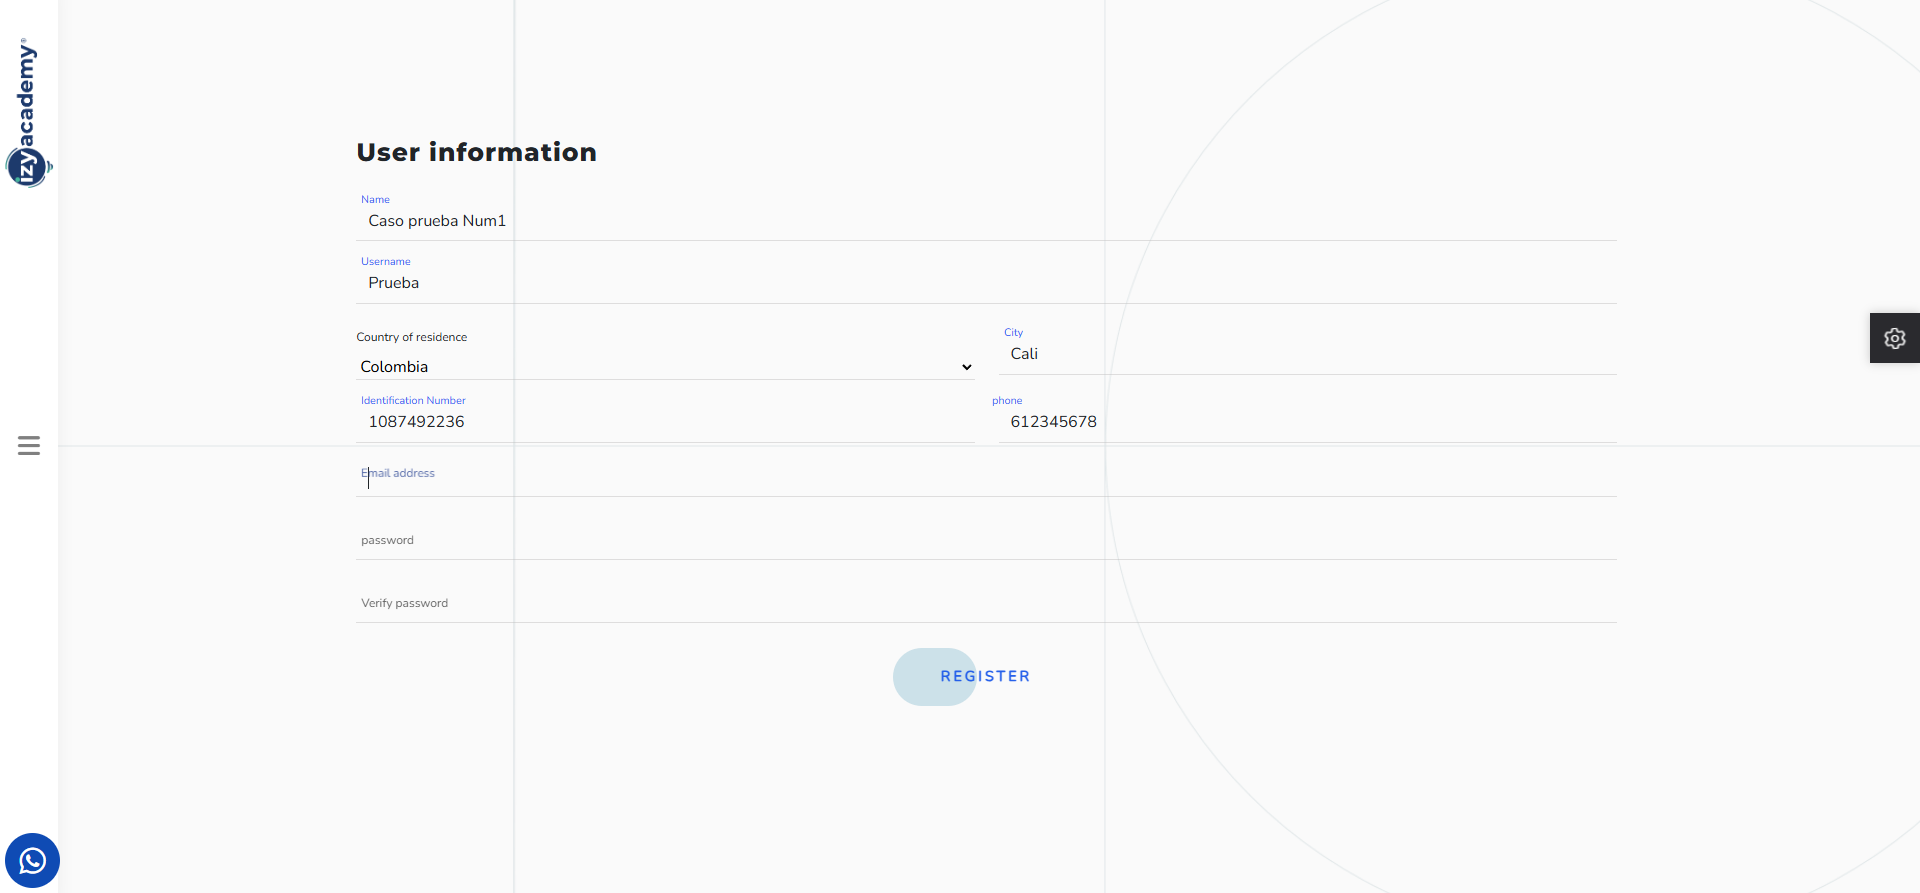 izyacademy®
User information
Name
Caso prueba Num1
Username
Prueba
Country of residence
Colombia
City
Cali
Identification Number
1087492236
phone
612345678
Email address
password
Verify password
REGISTER